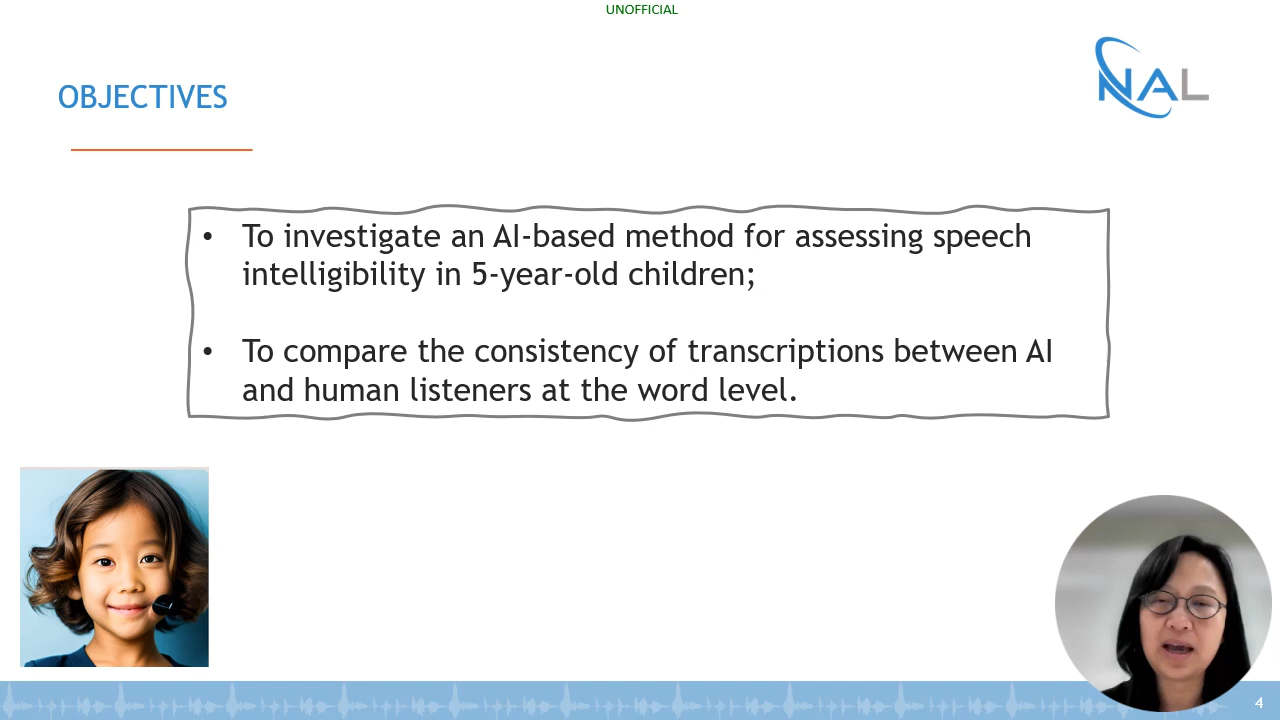 UNOFFICIAL
NAL
OBJECTIVES
• To investigate an AI-based method for assessing speech
intelligibility in 5-year-old children;
• To compare the consistency of transcriptions between AI
and human listeners at the word level.
4